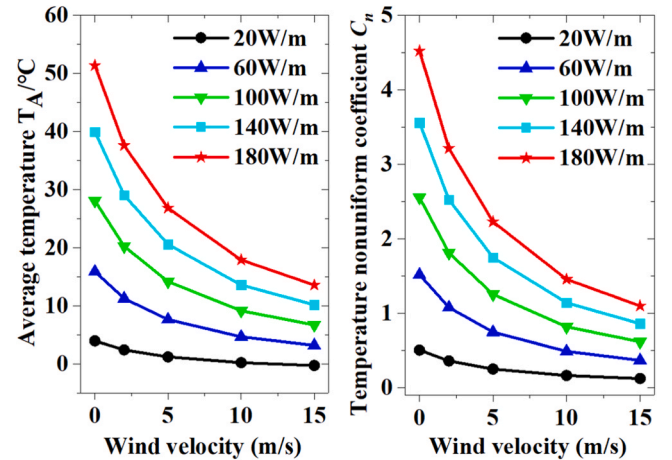 Average temperature T_A/°C
60
50
40
30
20
10
0
20W/m
60W/m
100W/m
140W/m
180W/m
0 5 10 15
Wind velocity (m/s)
Temperature nonuniform coefficient C_n
5
4
3
2
1
0
20W/m
60W/m
100W/m
140W/m
180W/m
0 5 10 15
Wind velocity (m/s)